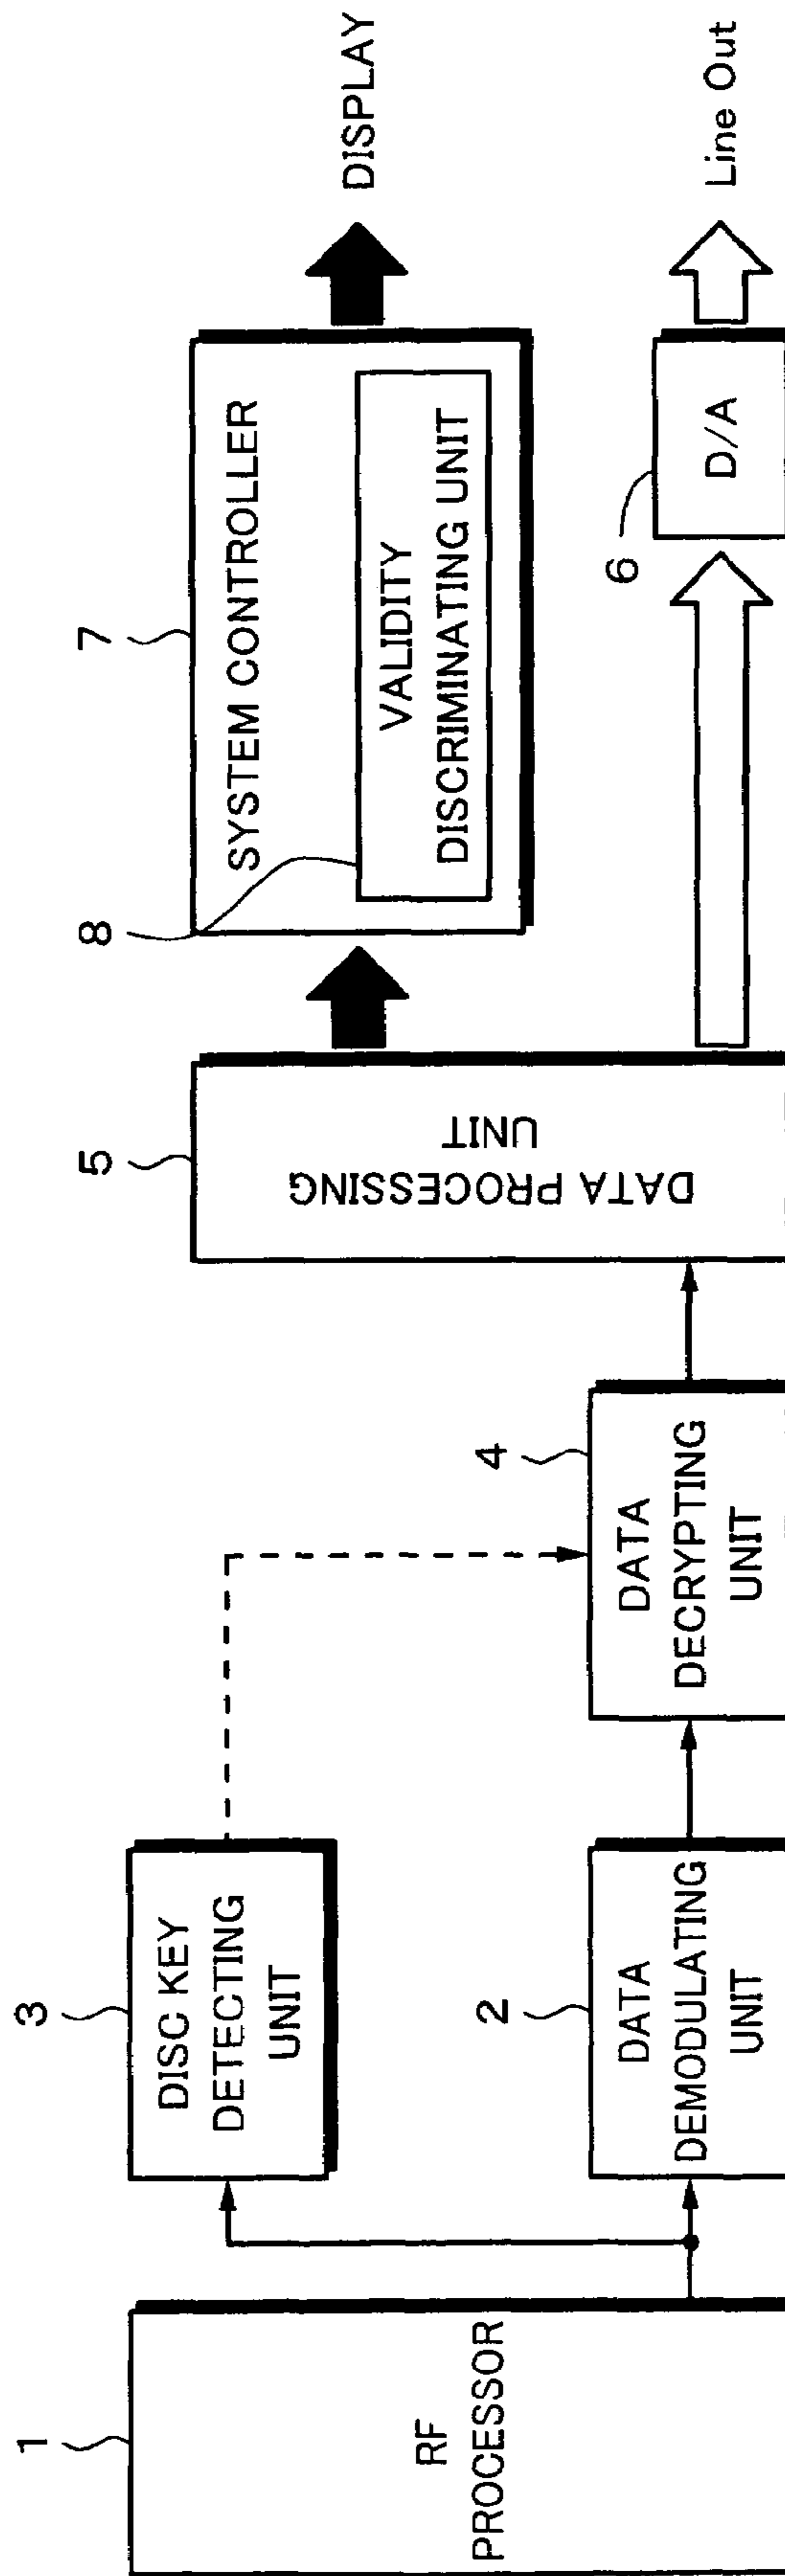 1
RF
PROCESSOR
3
DISC KEY
DETECTING
UNIT
2
DATA
DEMODULATING
UNIT
4
DATA
DECRYPTING
UNIT
5
DATA PROCESSING
UNIT
7
SYSTEM CONTROLLER
8
VALIDITY
DISCRIMINATING UNIT
DISPLAY
6
D/A
Line Out